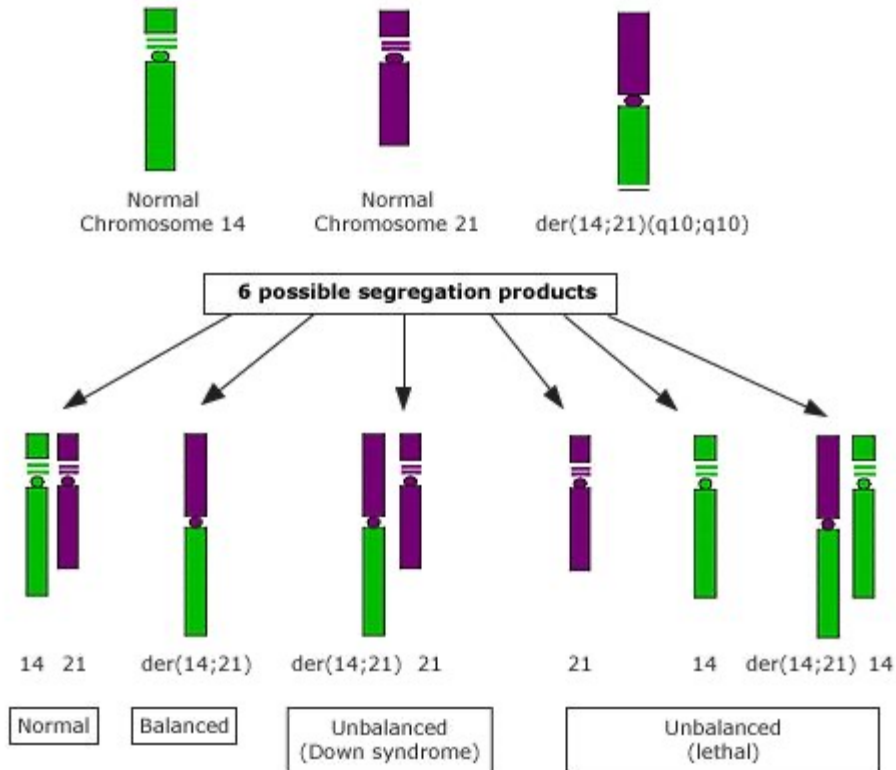 Normal
Chromosome 14
Normal
Chromosome 21
der(14;21)(q10;q10)
6 possible segregation products
14 21
der(14;21)
der(14;21) 21
21
14
der(14;21) 14
Normal
Balanced
Unbalanced
(Down syndrome)
Unbalanced
(lethal)